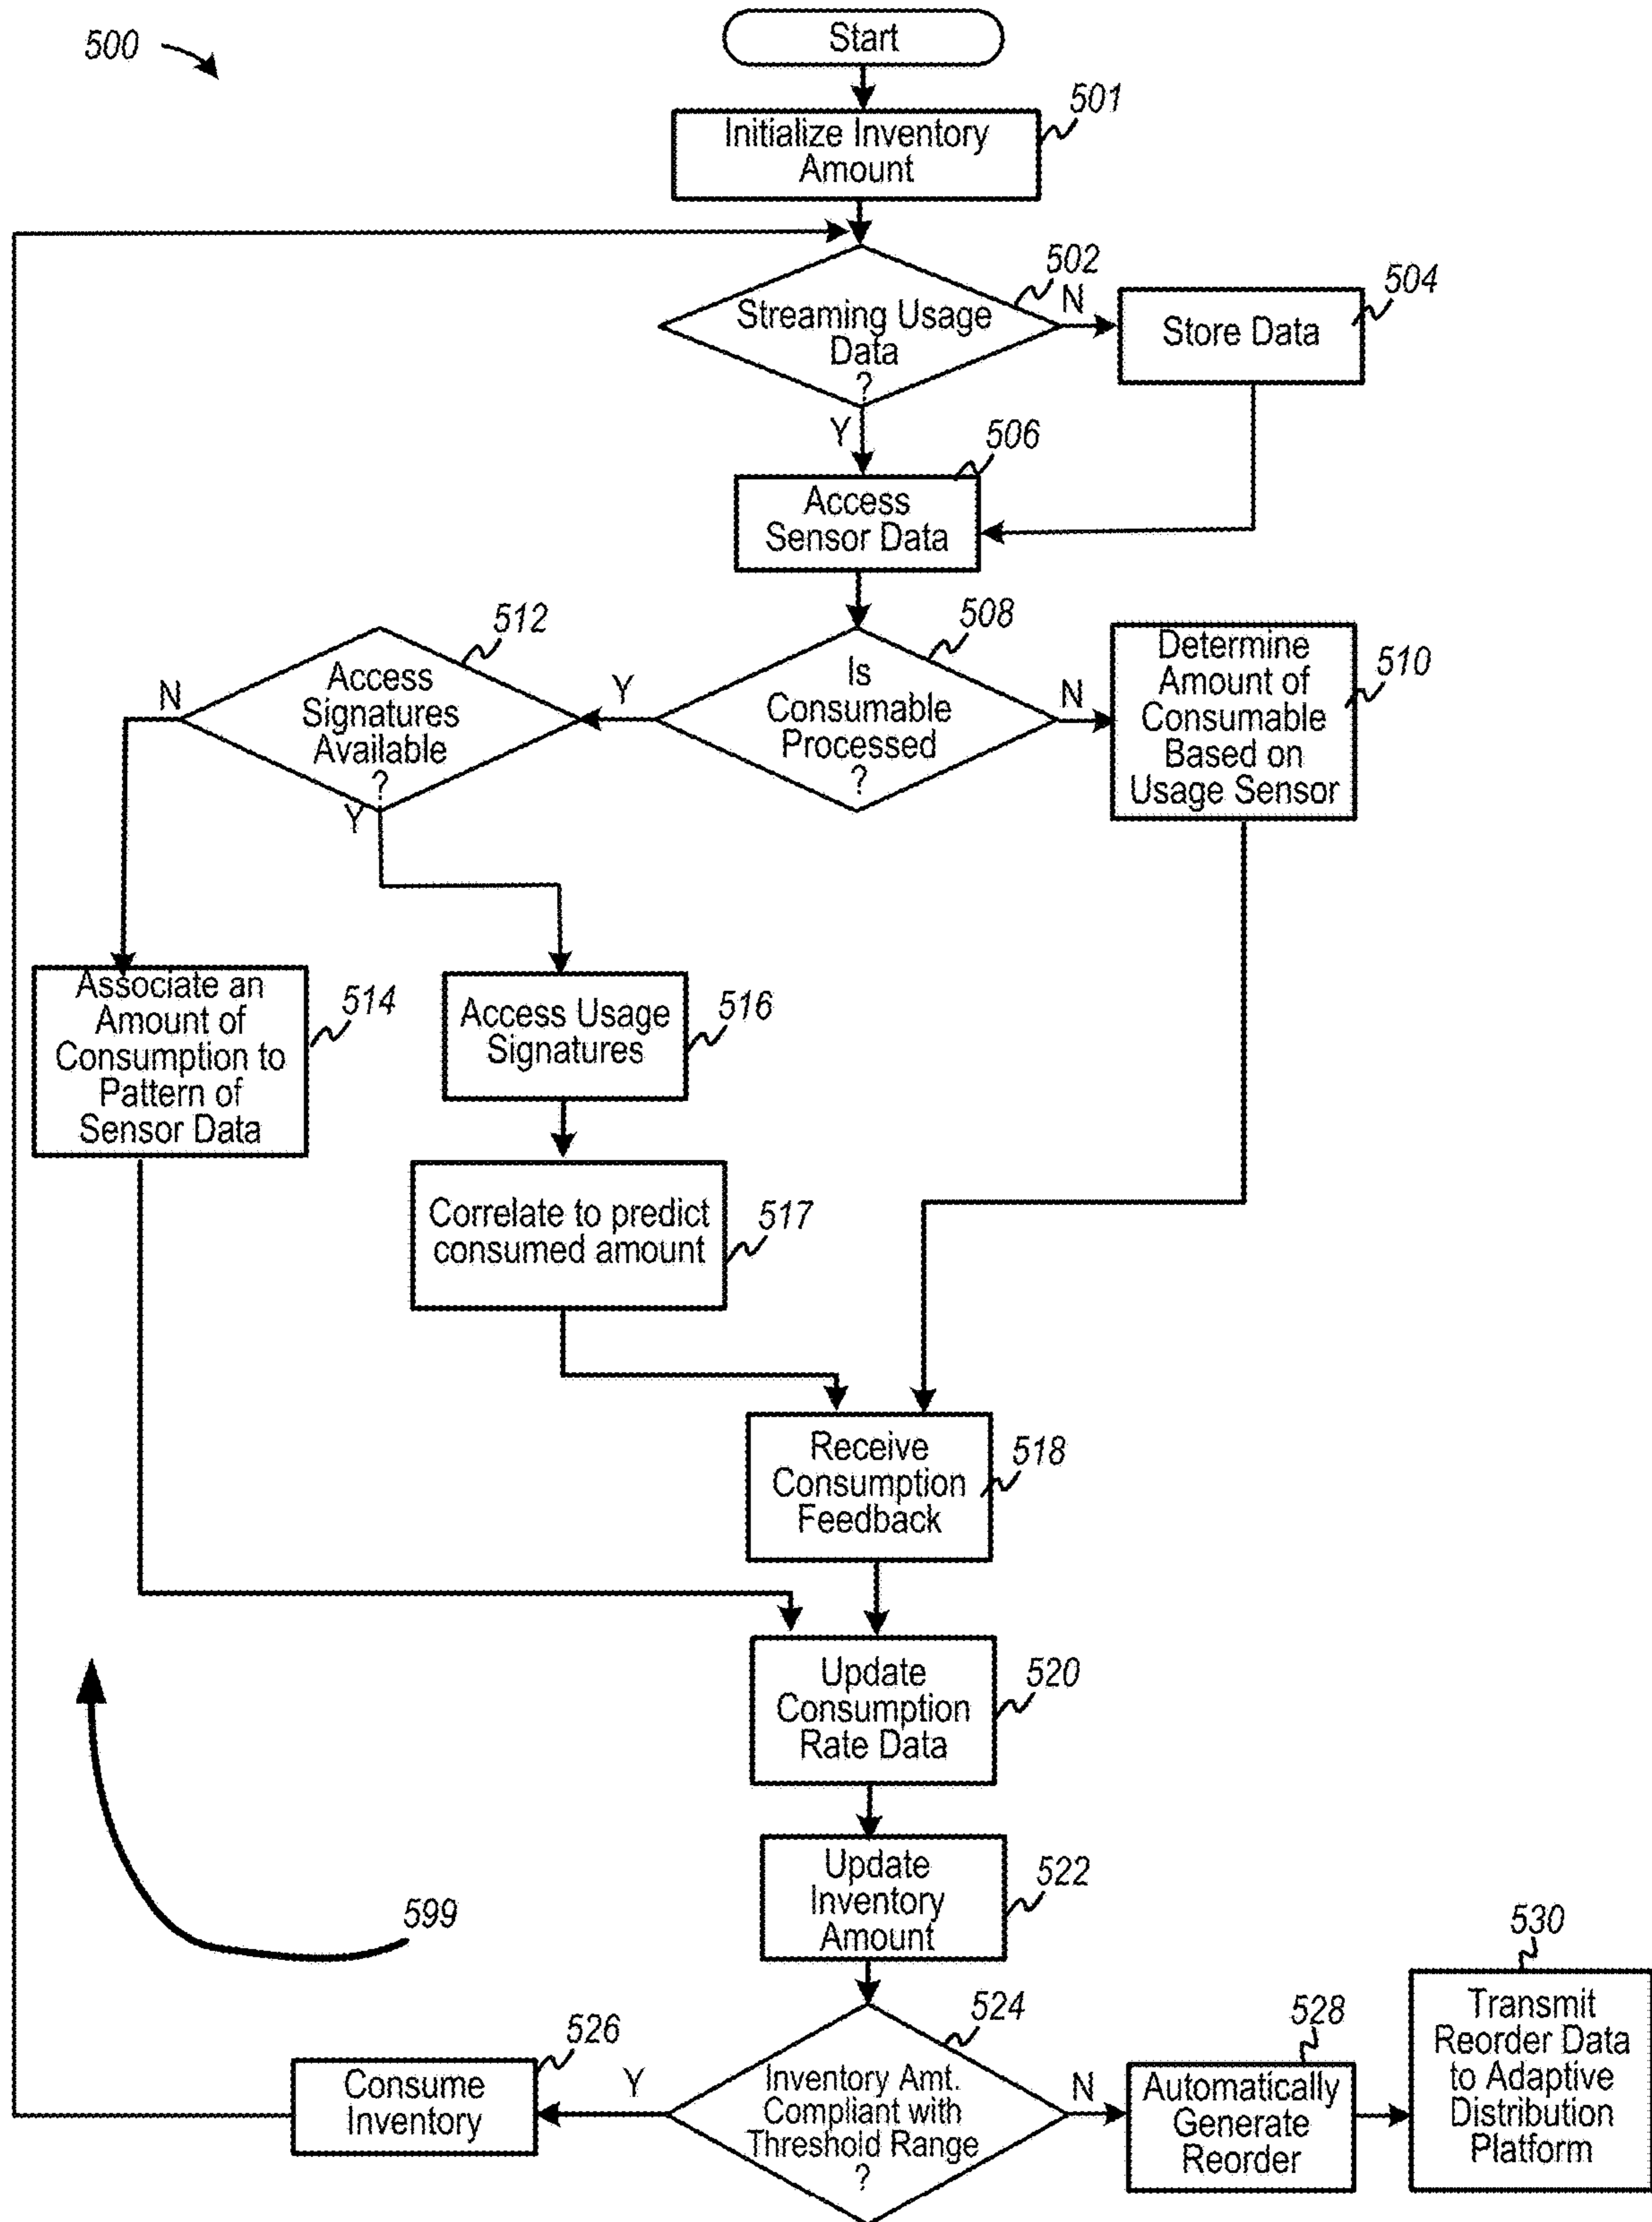 500
Start
501
Initialize Inventory
Amount
502
Streaming Usage
Data
?
N
504
Store Data
Y
506
Access
Sensor Data
508
Is
Consumable
Processed
?
N
510
Determine
Amount of
Consumable
Based on
Usage Sensor
Y
512
Access
Signatures
Available
?
N
Y
514
Associate an
Amount of
Consumption to
Pattern of
Sensor Data
516
Access Usage
Signatures
517
Correlate to predict
consumed amount
518
Receive
Consumption
Feedback
520
Update
Consumption
Rate Data
522
Update
Inventory
Amount
599
524
Inventory Amt.
Compliant with
Threshold Range
?
Y
526
Consume
Inventory
N
528
Automatically
Generate
Reorder
530
Transmit
Reorder Data
to Adaptive
Distribution
Platform